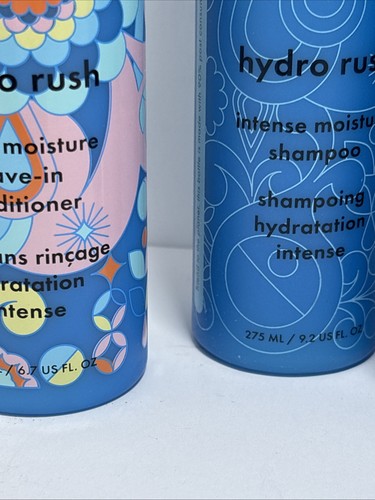 o rush
moisture
ave-in
ditioner
ans rinçage
ratation
ntense
/ 6.7 US FL. OZ
hydro rus
intense moistu
shampoo
shampoing
hydratation
intense
275 ML / 9.2 US FL. OZ